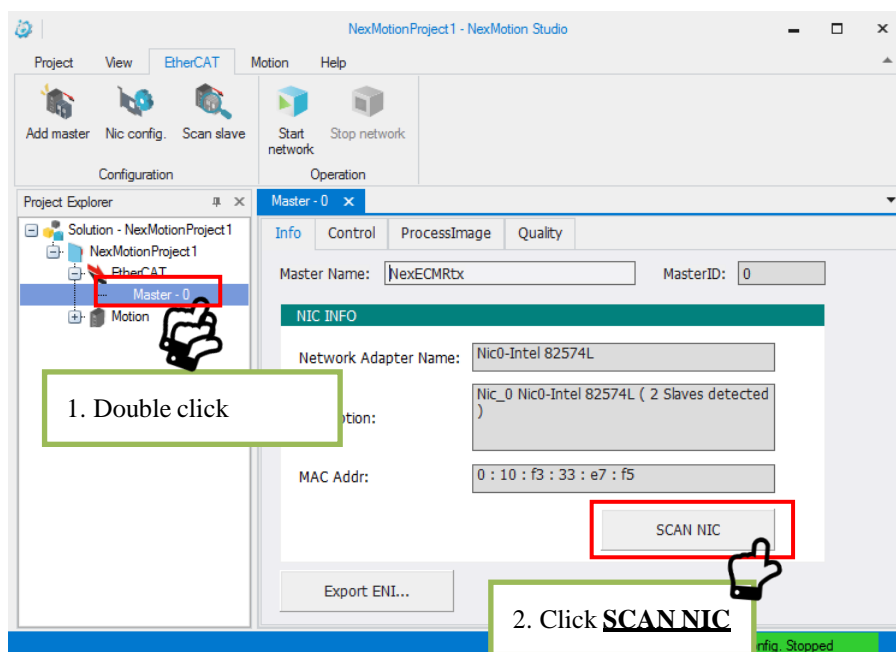 NexMotionProject1 - NexMotion Studio
Project View EtherCAT Motion Help
Add master Nic config. Scan slave Start network Stop network
Configuration Operation
Project Explorer
Solution - NexMotionProject1
NexMotionProject1
EtherCAT
Master - 0
Motion
1. Double click
Master - 0
Info Control ProcessImage Quality
Master Name: NexECMRtx MasterID: 0
NIC INFO
Network Adapter Name: Nic0-Intel 82574L
Nic_0 Nic0-Intel 82574L ( 2 Slaves detected
)
MAC Addr: 0 : 10 : f3 : 33 : e7 : f5
SCAN NIC
Export ENI...
2. Click SCAN NIC
Stopped